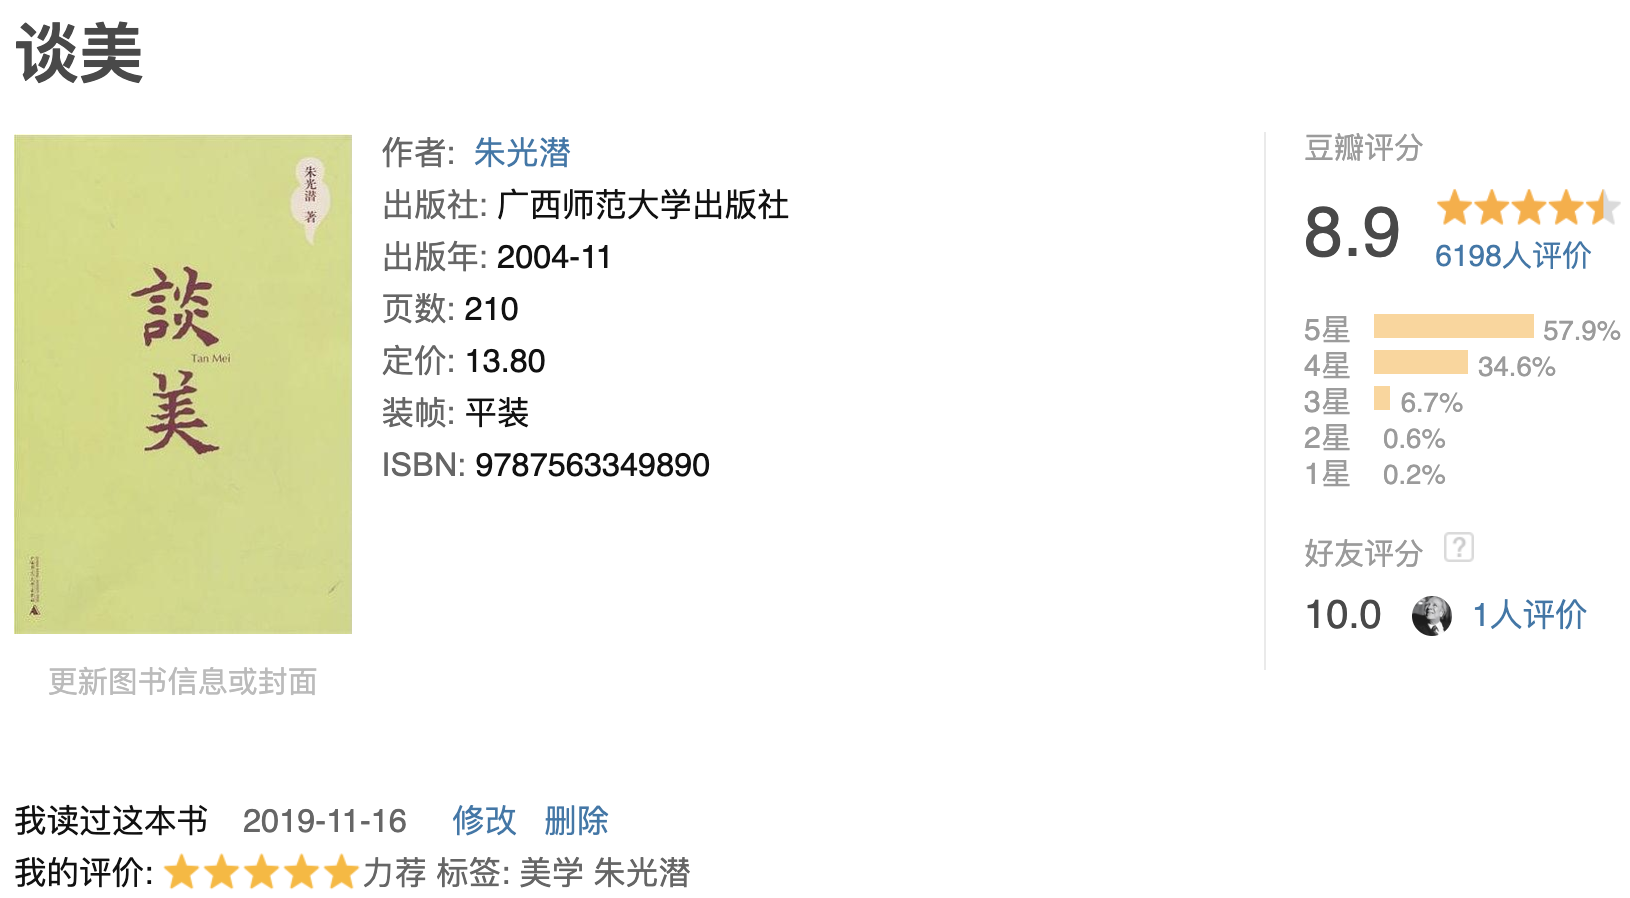 谈美
朱光潜 著
談
Tan Mei
美
更新图书信息或封面
作者: 朱光潜
出版社: 广西师范大学出版社
出版年: 2004-11
页数: 210
定价: 13.80
装帧: 平装
ISBN: 9787563349890
豆瓣评分
8.9
6198人评价
5星 57.9%
4星 34.6%
3星 6.7%
2星 0.6%
1星 0.2%
好友评分 ?
10.0 1人评价
我读过这本书 2019-11-16 修改 删除
我的评价: 力荐 标签: 美学 朱光潜